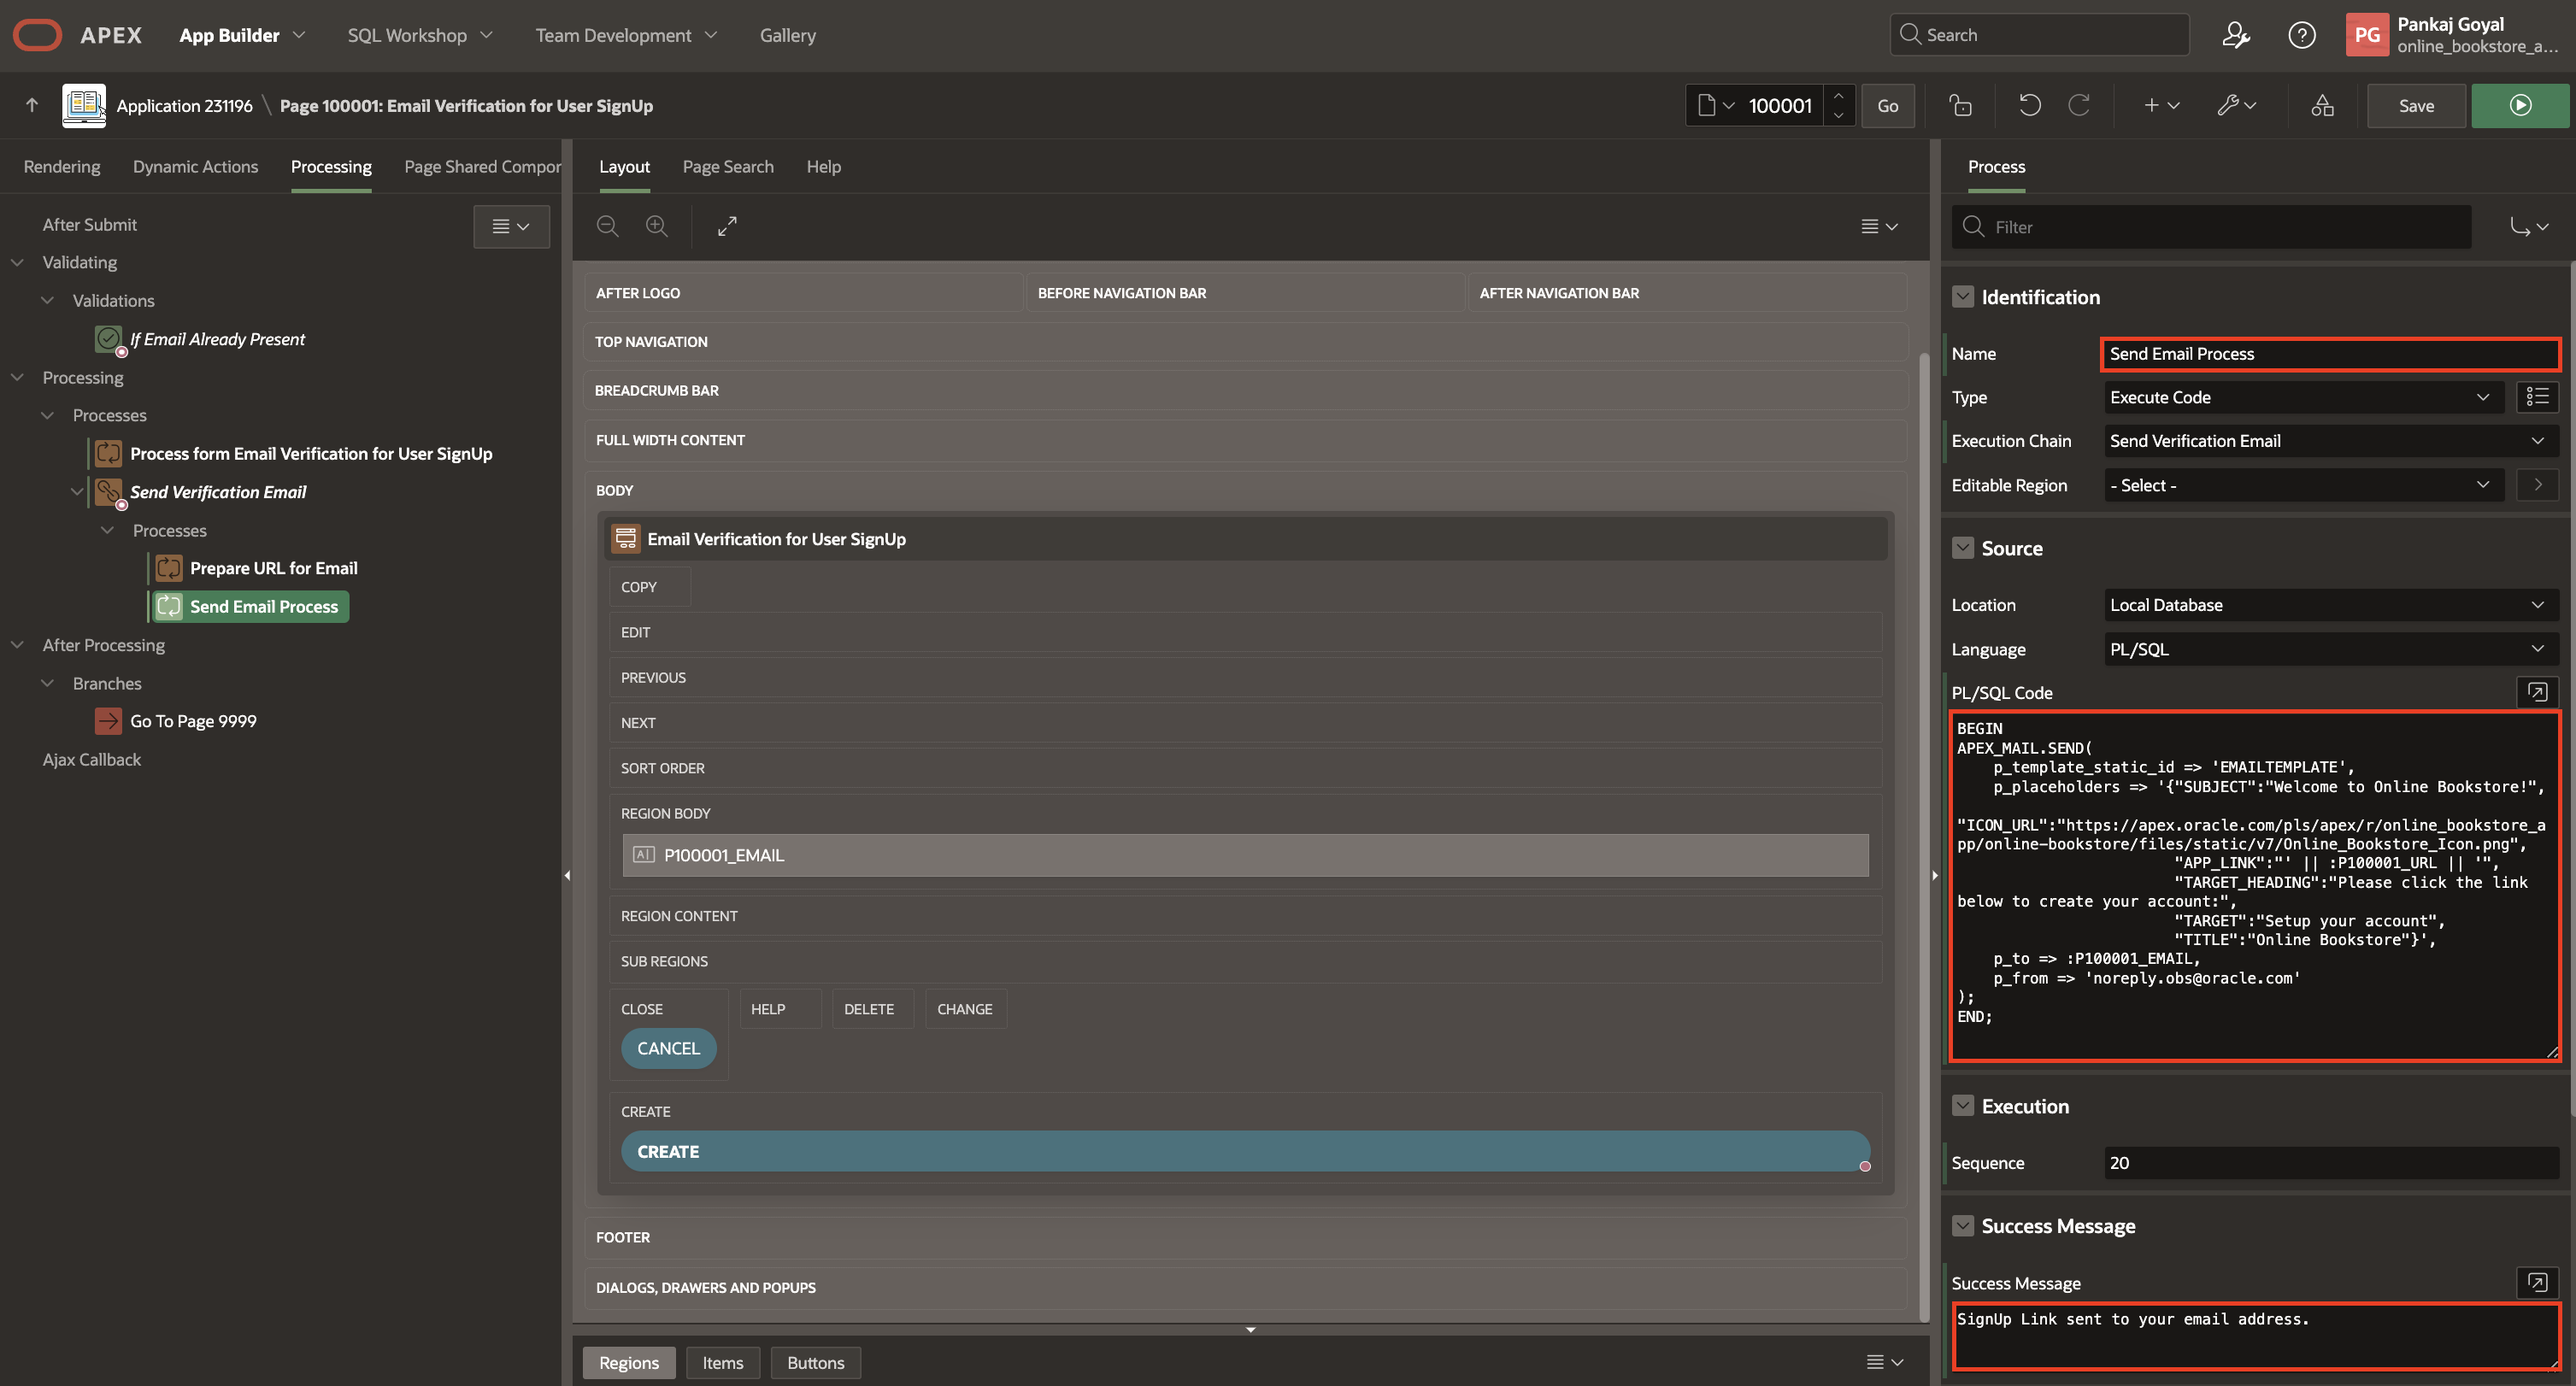 APEX
App Builder
SQL Workshop
Team Development
Gallery
Search
PG
Pankaj Goyal
online_bookstore_a...
Application 231196 \ Page 100001: Email Verification for User SignUp
100001
Go
Save
Rendering
Dynamic Actions
Processing
Page Shared Compor
After Submit
Validating
Validations
If Email Already Present
Processing
Processes
Process form Email Verification for User SignUp
Send Verification Email
Processes
Prepare URL for Email
Send Email Process
After Processing
Branches
Go To Page 9999
Ajax Callback
Layout
Page Search
Help
AFTER LOGO
BEFORE NAVIGATION BAR
AFTER NAVIGATION BAR
TOP NAVIGATION
BREADCRUMB BAR
FULL WIDTH CONTENT
BODY
Email Verification for User SignUp
COPY
EDIT
PREVIOUS
NEXT
SORT ORDER
REGION BODY
P100001_EMAIL
REGION CONTENT
SUB REGIONS
CLOSE
HELP
DELETE
CHANGE
CANCEL
CREATE
CREATE
FOOTER
DIALOGS, DRAWERS AND POPUPS
Regions
Items
Buttons
Process
Filter
Identification
Name
Send Email Process
Type
Execute Code
Execution Chain
Send Verification Email
Editable Region
- Select -
Source
Location
Local Database
Language
PL/SQL
PL/SQL Code
BEGIN
APEX_MAIL.SEND(
    p_template_static_id => 'EMAILTEMPLATE',
    p_placeholders => '{"SUBJECT":"Welcome to Online Bookstore!",
"ICON_URL":"https://apex.oracle.com/pls/apex/r/online_bookstore_a
pp/online-bookstore/files/static/v7/Online_Bookstore_Icon.png",
"APP_LINK":"' || :P100001_URL || '",
"TARGET_HEADING":"Please click the link
below to create your account:",
"TARGET":"Setup your account",
"TITLE":"Online Bookstore"}',
    p_to => :P100001_EMAIL,
    p_from => 'noreply.obs@oracle.com'
);
END;
Execution
Sequence
20
Success Message
Success Message
SignUp Link sent to your email address.